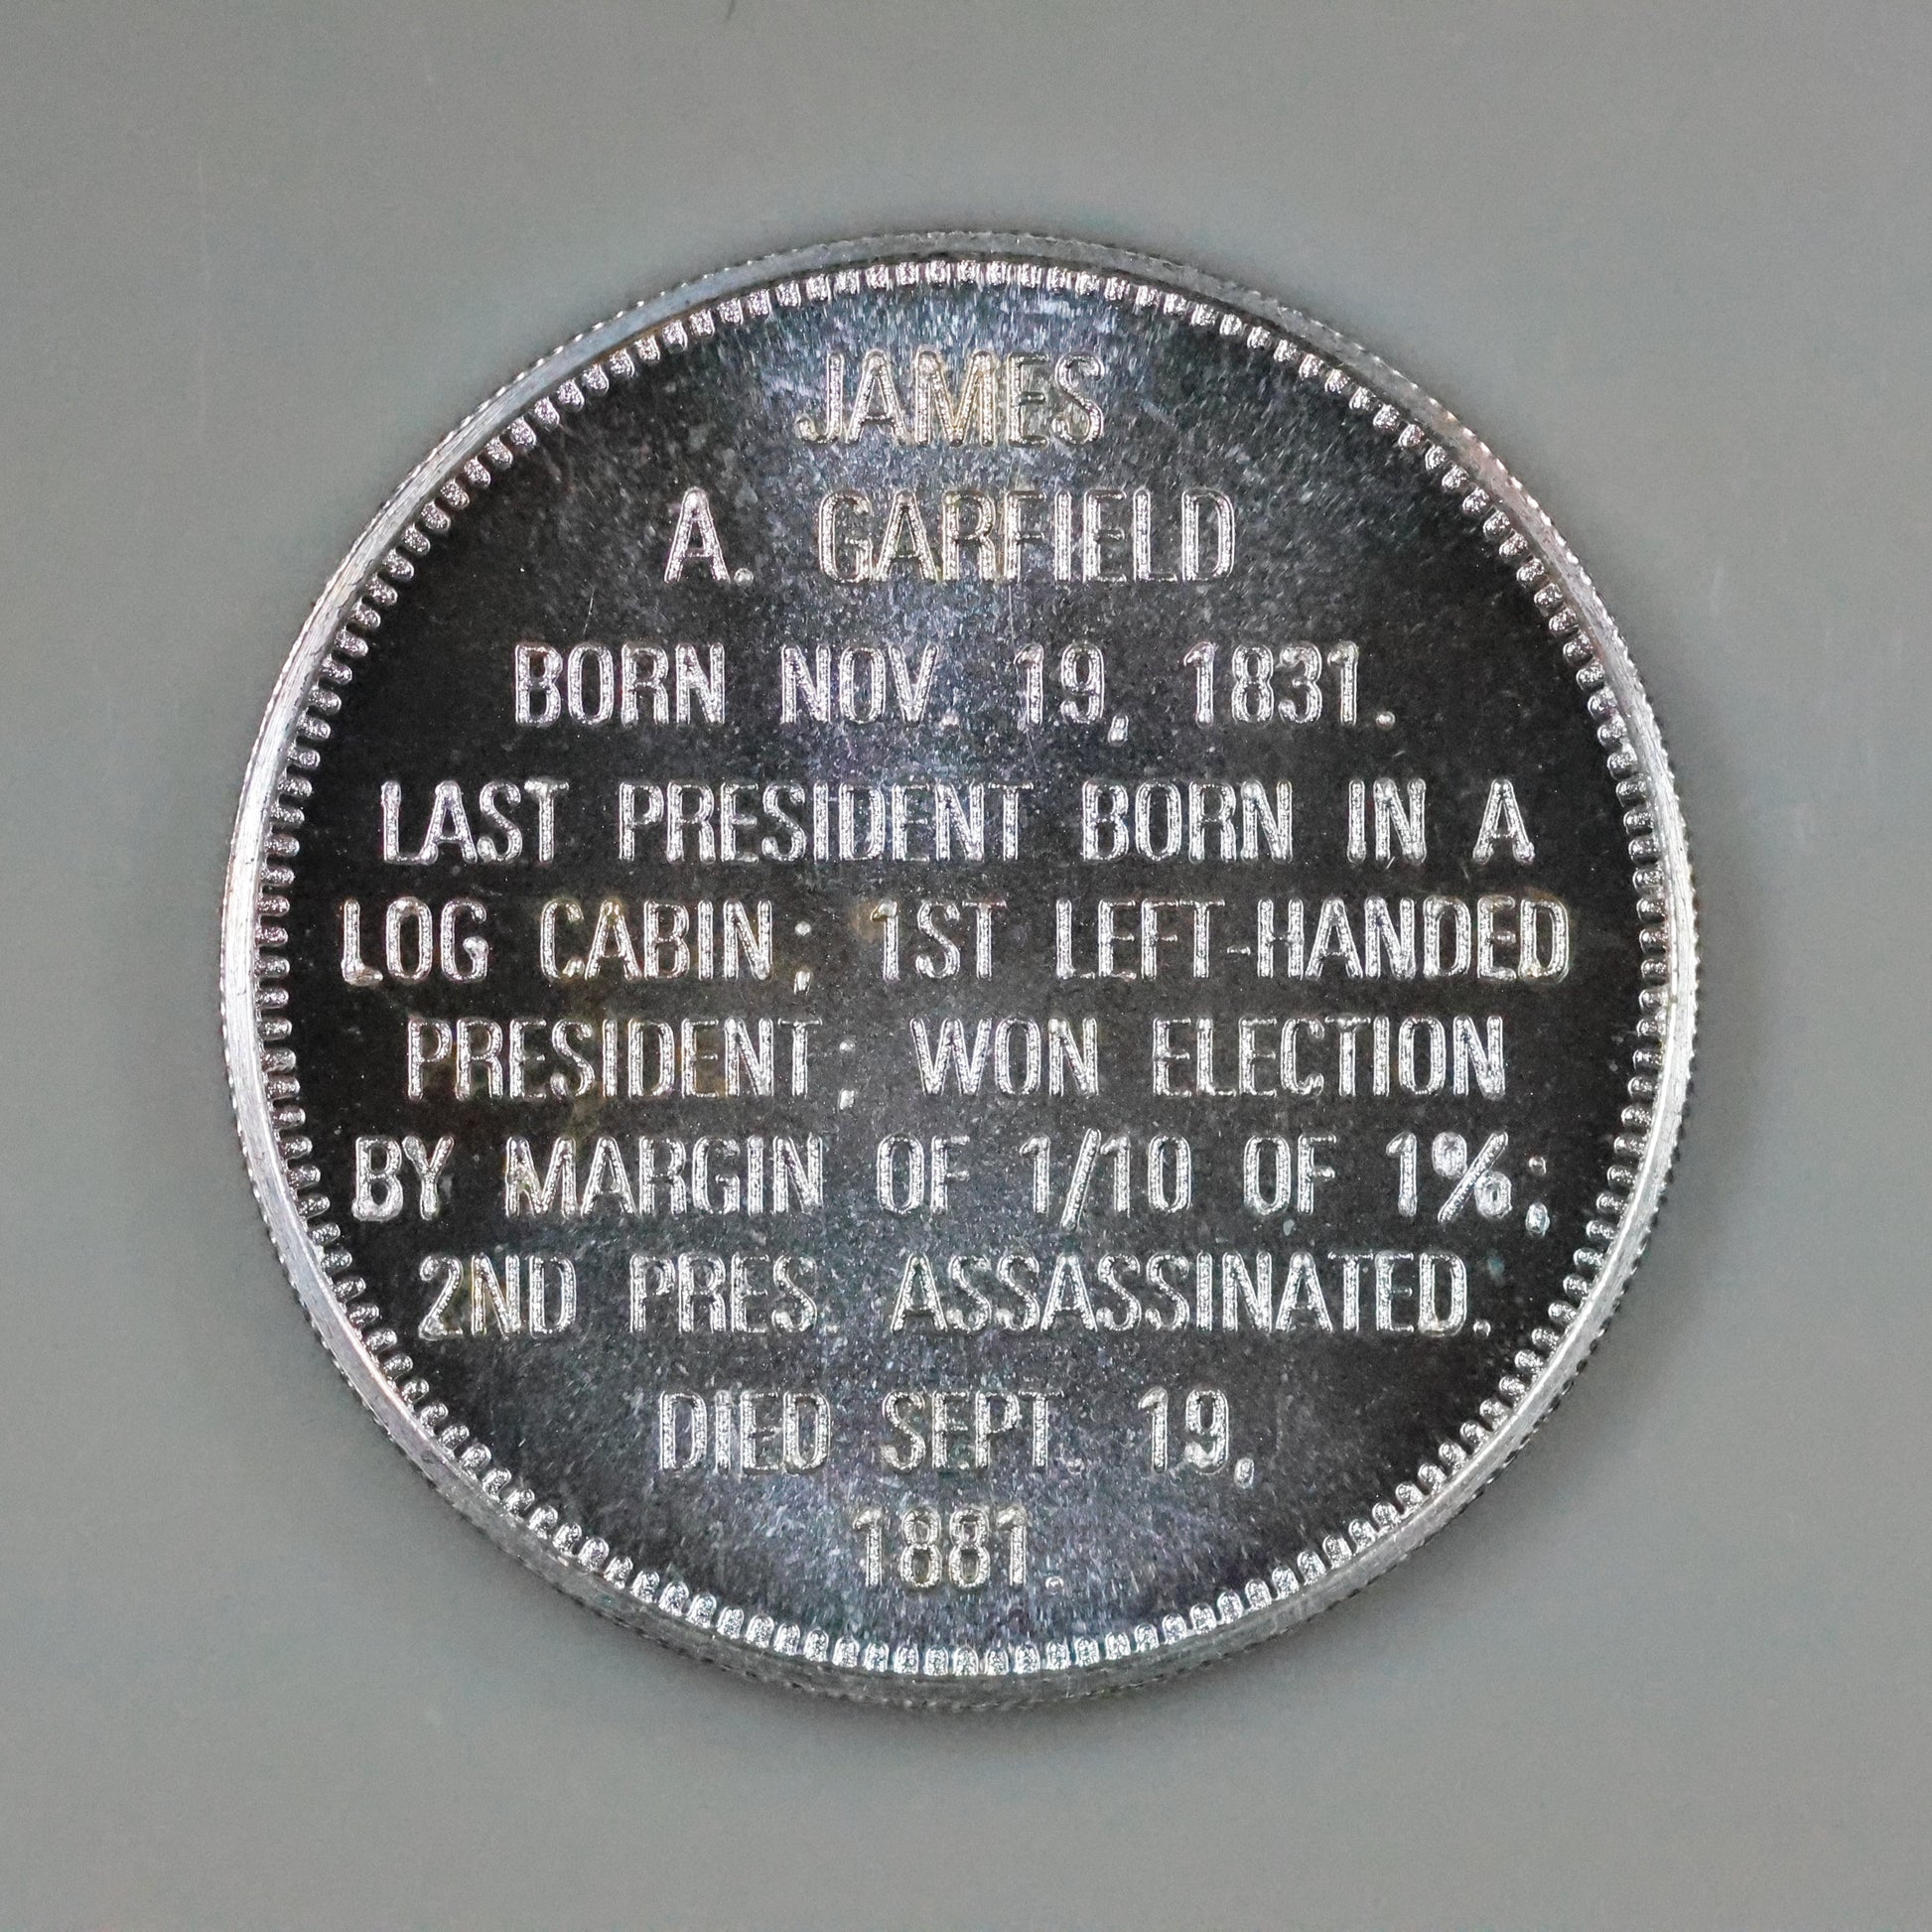 JAMES
A. GARFIELD
BORN NOV. 19, 1831.
LAST PRESIDENT BORN IN A
LOG CABIN; 1ST LEFT-HANDED
PRESIDENT; WON ELECTION
BY MARGIN OF 1/10 OF 1%;
2ND PRES. ASSASSINATED.
DIED SEPT. 19,
1881.